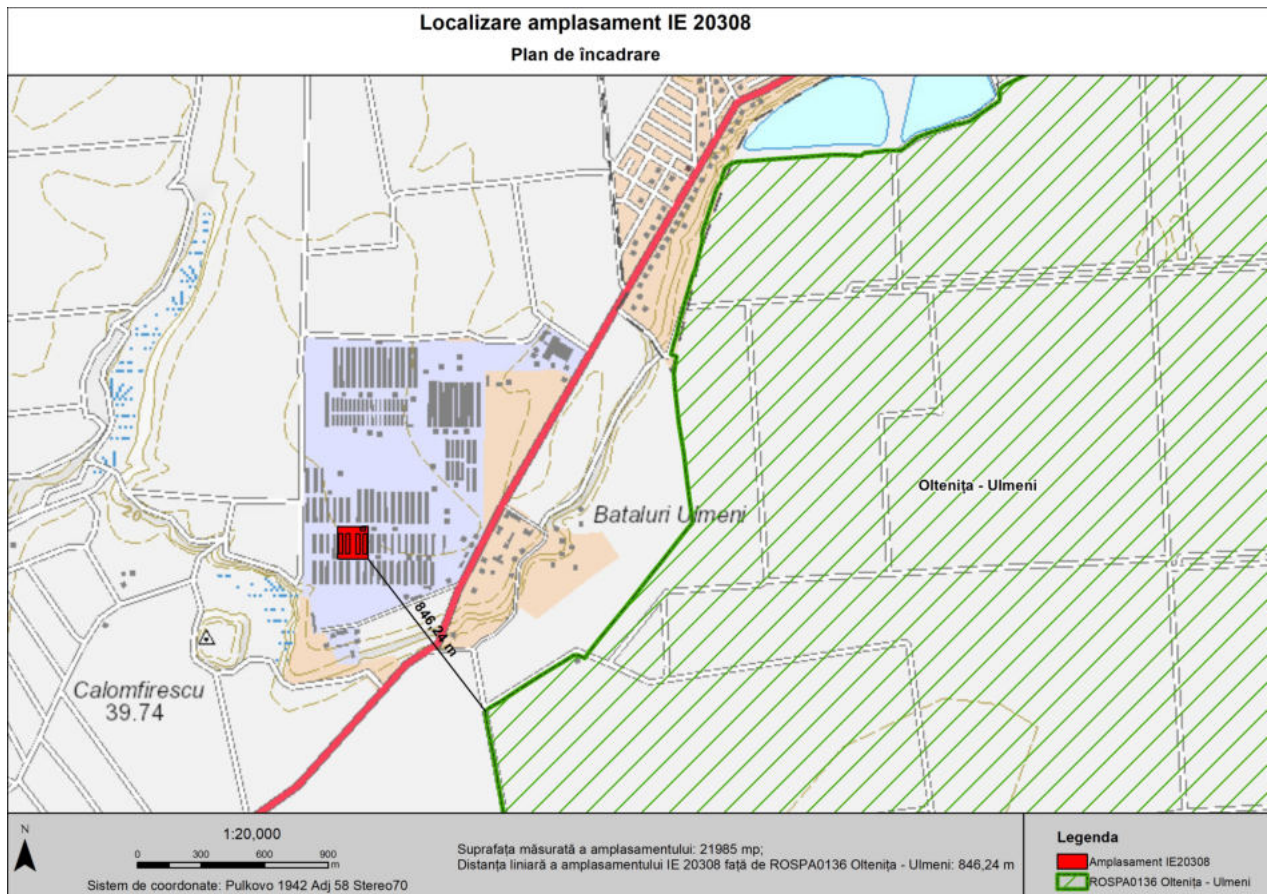 Localizare amplasament IE 20308
Plan de încadrare
Oltenița - Ulmeni
Bataluri Ulmeni
20
846,24 m
Calomfirescu
39.74
N
1:20,000
0 300 600 900
m
Sistem de coordonate: Pulkovo 1942 Adj 58 Stereo70
Suprafața măsurată a amplasamentului: 21985 mp;
Distanța liniară a amplasamentului IE 20308 față de ROSPA0136 Oltenița - Ulmeni: 846,24 m
Legenda
Amplasament IE20308
ROSPA0136 Oltenița - Ulmeni